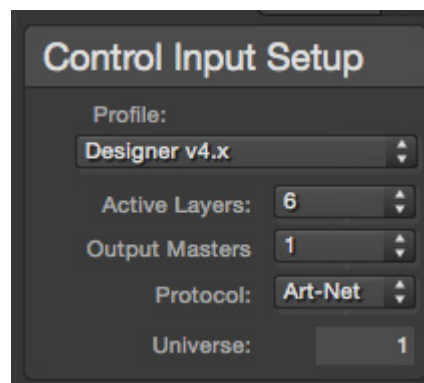 Control Input Setup
Profile:
Designer v4.x
Active Layers: 6
Output Masters 1
Protocol: Art-Net
Universe: 1